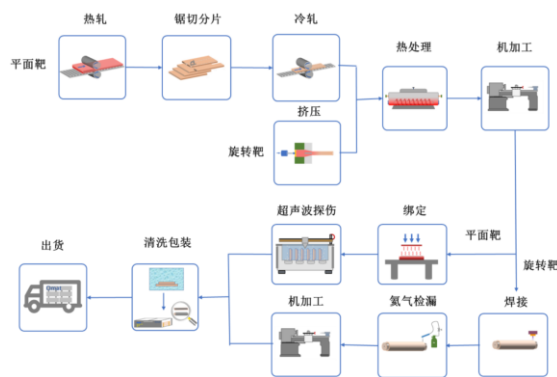 热轧
锯切分片
冷轧
热处理
机加工
平面靶
挤压
旋转靶
超声波探伤
绑定
平面靶
旋转靶
出货
清洗包装
机加工
氦气检漏
焊接